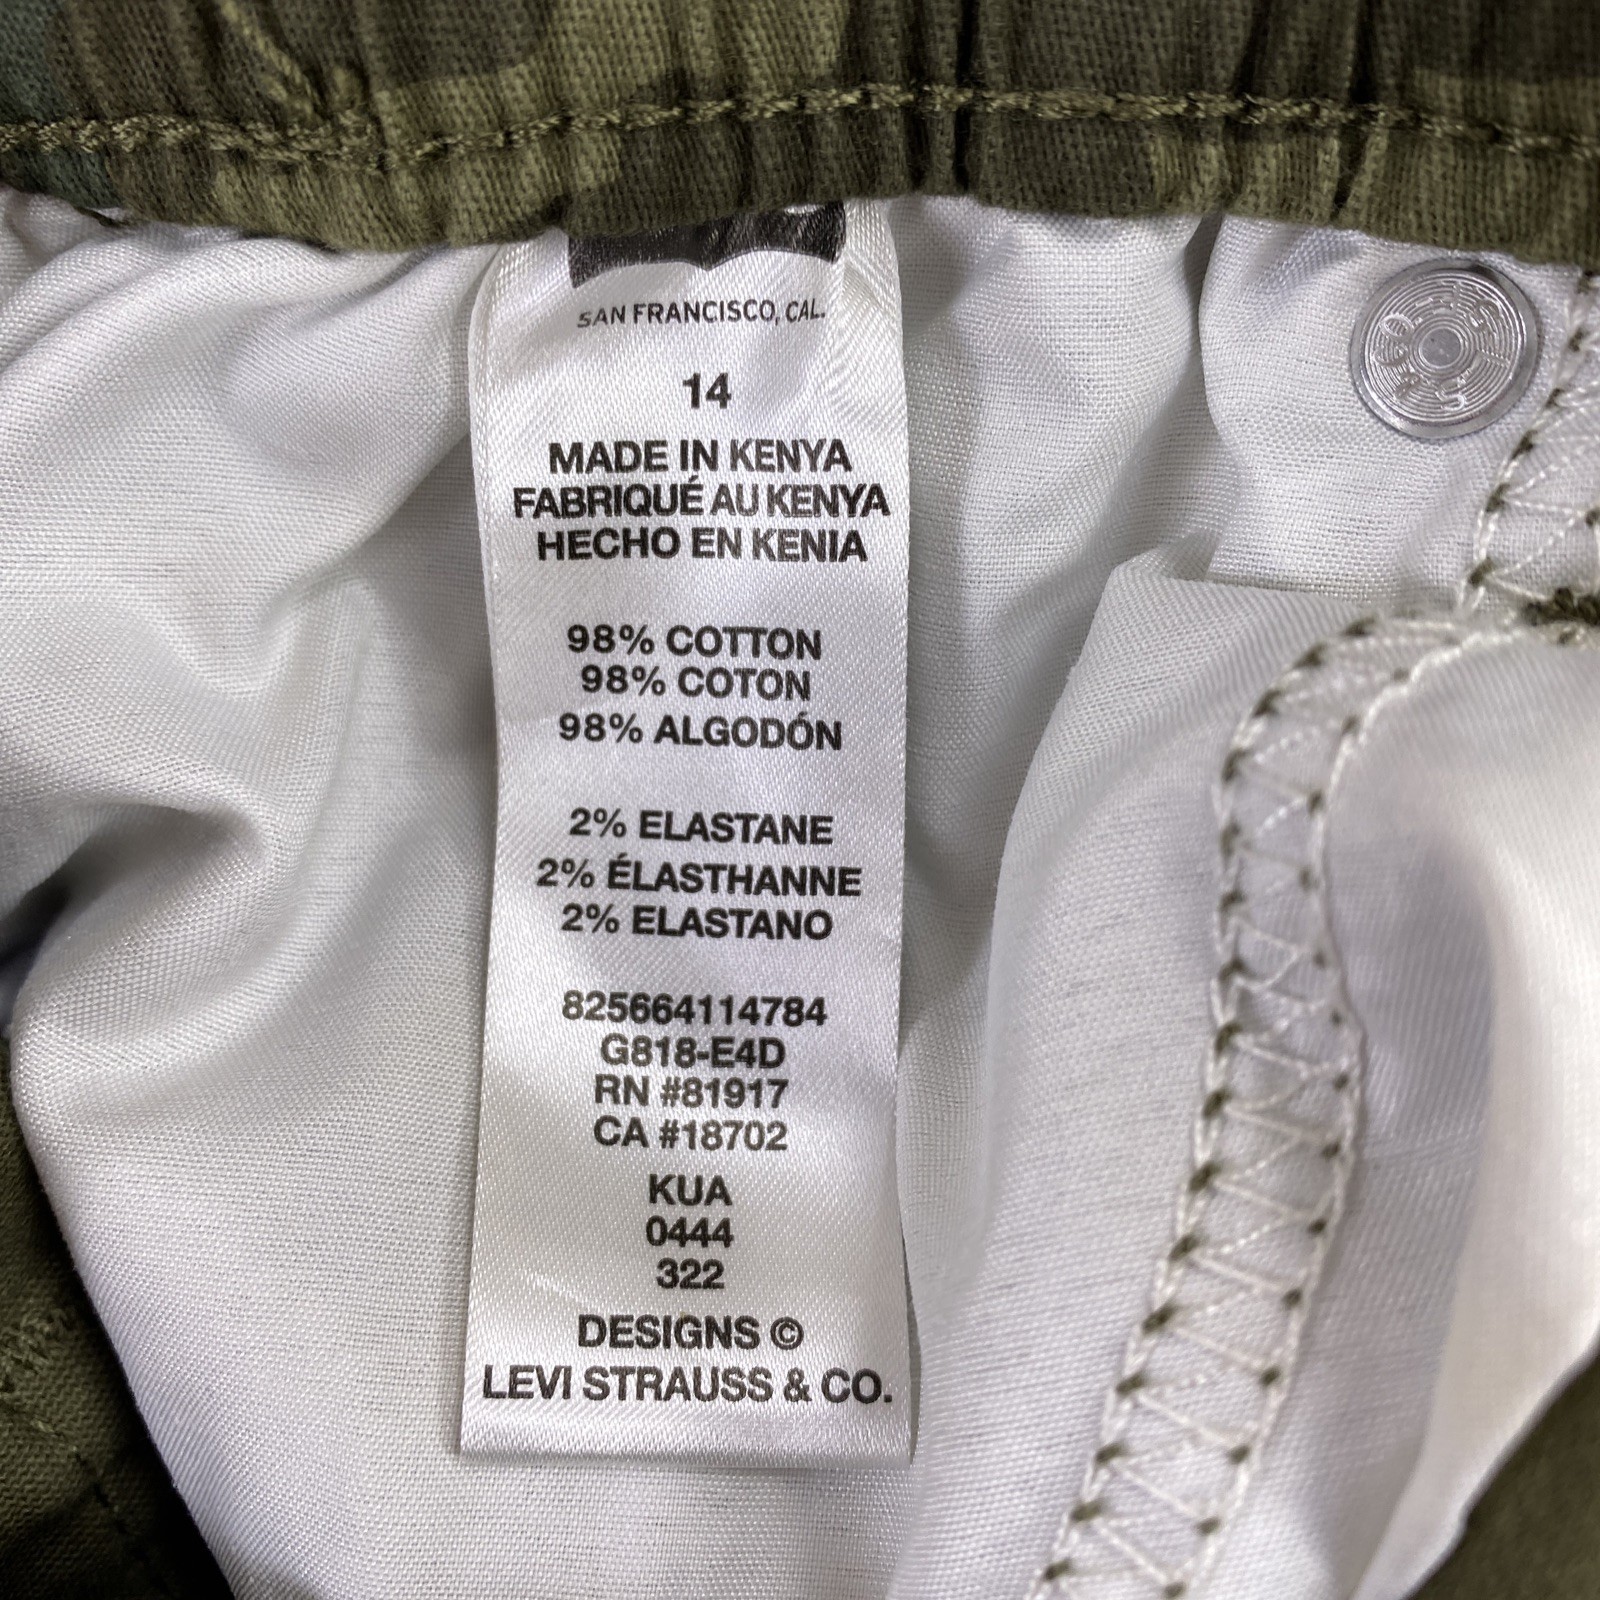 SAN FRANCISCO, CAL.
14
MADE IN KENYA
FABRIQUÉ AU KENYA
HECHO EN KENIA
98% COTTON
98% COTON
98% ALGODÓN
2% ELASTANE
2% ÉLASTHANNE
2% ELASTANO
825664114784
G818-E4D
RN #81917
CA #18702
KUA
0444
322
DESIGNS ©
LEVI STRAUSS & CO.